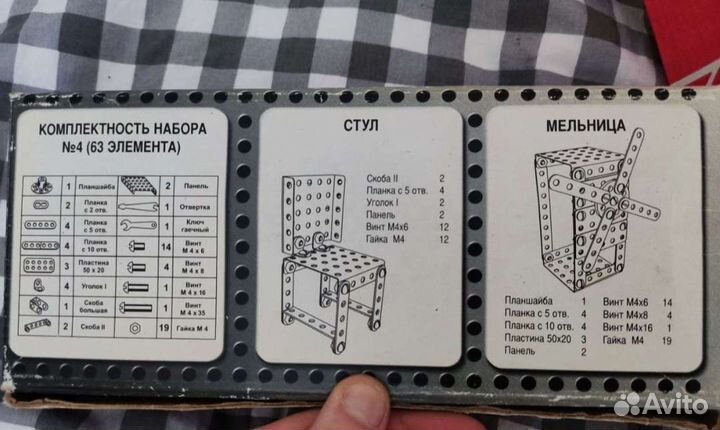 КОМПЛЕКТНОСТЬ НАБОРА
№4 (63 ЭЛЕМЕНТА)
1 Планшайба 2 Панель
2 Планка с 2 отв. 1 Отвертка
4 Планка с 5 отв. 1 Ключ гаечный
4 Планка с 10 отв. 14 Винт М 4 х 6
3 Пластина 50 х 20 4 Винт М 4 х 8
4 Уголок I 1 Винт М 4 х 16
1 Скоба большая 1 Винт М 4 х 35
2 Скоба II 19 Гайка М 4
СТУЛ
Скоба II 2
Планка с 5 отв. 4
Уголок I 2
Панель 2
Винт М4х6 12
Гайка М4 12
МЕЛЬНИЦА
Планшайба 1 Винт М4х6 14
Планка с 5 отв. 4 Винт М4х8 4
Планка с 10 отв. 4 Винт М4х16 1
Пластина 50х20 3 Гайка М4 19
Панель 2
Avito